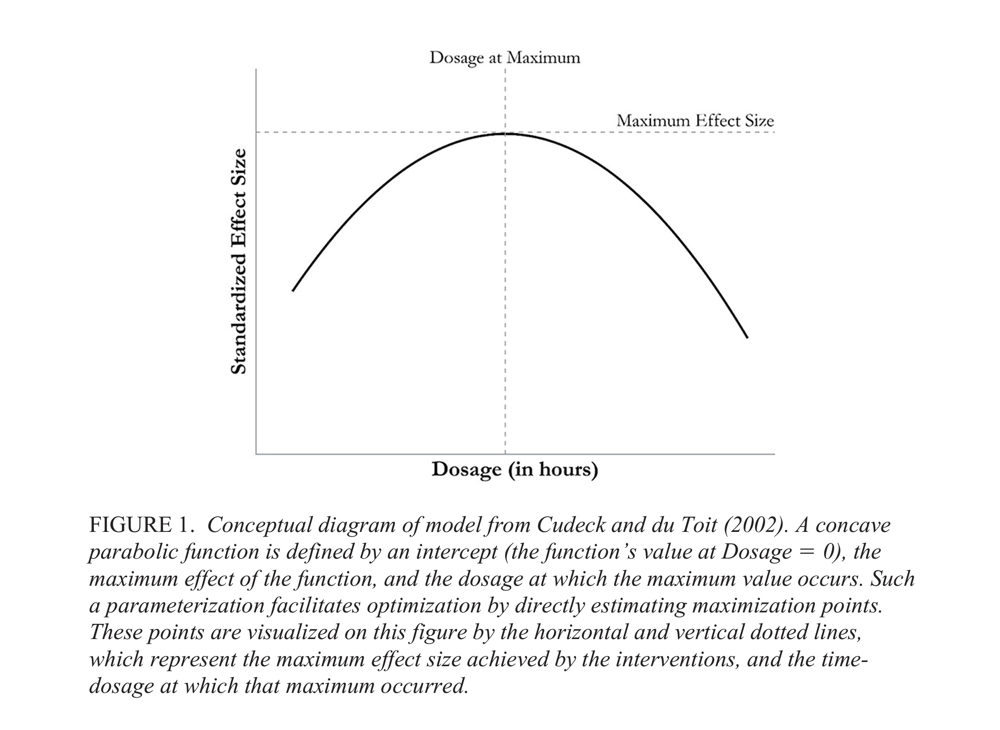 Dosage at Maximum
Maximum Effect Size
Standardized Effect Size
Dosage (in hours)
FIGURE 1. Conceptual diagram of model from Cudeck and du Toit (2002). A concave
parabolic function is defined by an intercept (the function’s value at Dosage = 0), the
maximum effect of the function, and the dosage at which the maximum value occurs. Such
a parameterization facilitates optimization by directly estimating maximization points.
These points are visualized on this figure by the horizontal and vertical dotted lines,
which represent the maximum effect size achieved by the interventions, and the time-
dosage at which that maximum occurred.